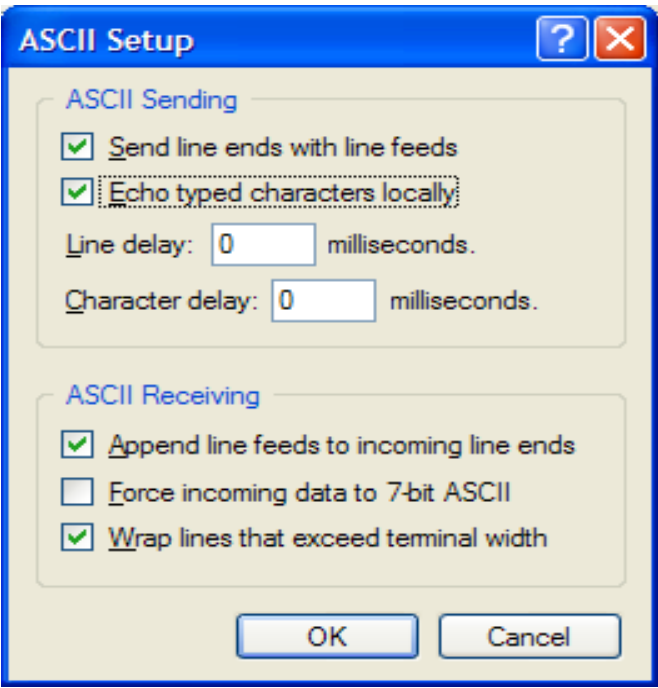 ASCII Setup ?
ASCII Sending
Send line ends with line feeds
Echo typed characters locally
Line delay: 0 milliseconds.
Character delay: 0 milliseconds.
ASCII Receiving
Append line feeds to incoming line ends
Force incoming data to 7-bit ASCII
Wrap lines that exceed terminal width
OK Cancel